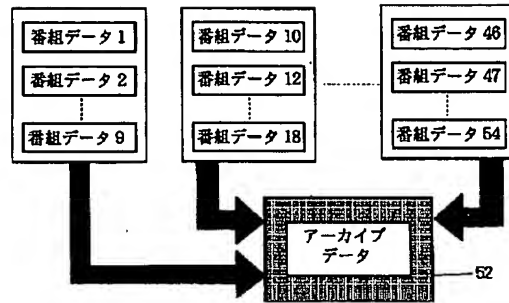 番組データ 1
番組データ 2
番組データ 9
番組データ 10
番組データ 12
番組データ 18
番組データ 46
番組データ 47
番組データ 54
アーカイブ
データ
52